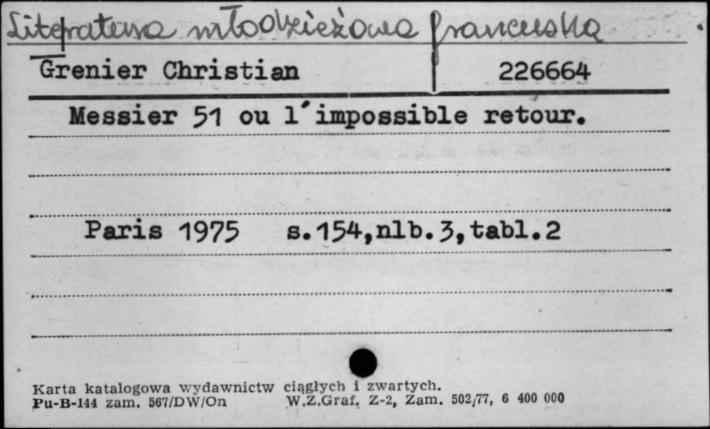 Literatura młodzieżowa francuska
Grenier Christian 226664
Messier 51 ou l'impossible retour.
Paris 1975 s.154,nlb.3,tabl.2
Karta katalogowa wydawnictw ciągłych i zwartych.
Pu-B-144 zam. 567/DW/On W.Z.Graf. Z-2, Zam. 502/77, 6 400 000